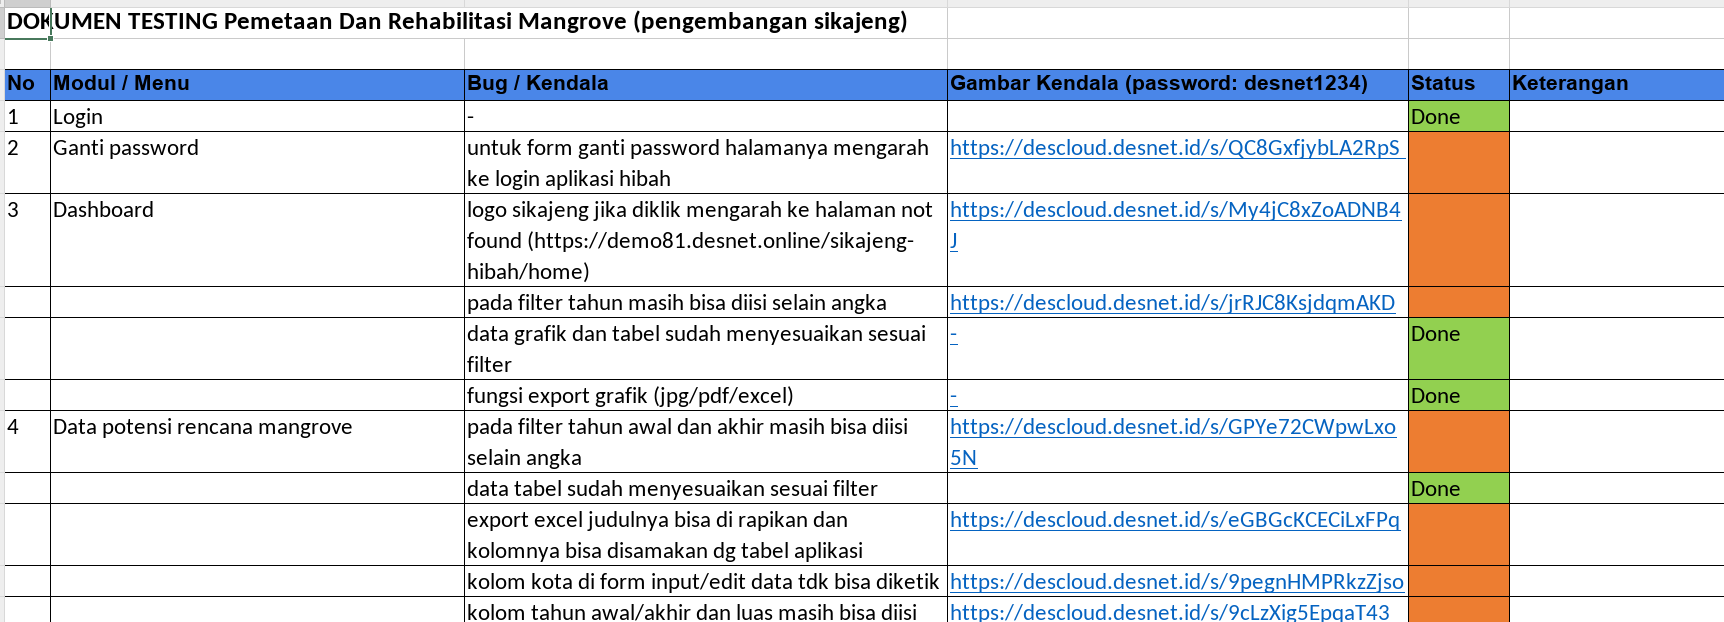 DOKUMEN TESTING Pemetaan Dan Rehabilitasi Mangrove (pengembangan sikajeng)
No Modul / Menu Bug / Kendala Gambar Kendala (password: desnet1234) Status Keterangan
1 Login - Done
2 Ganti password untuk form ganti password halamanya mengarah https://descloud.desnet.id/s/QC8GxfjybLA2RpS
ke login aplikasi hibah
3 Dashboard logo sikajeng jika diklik mengarah ke halaman not https://descloud.desnet.id/s/My4jC8xZoADNB4
found (https://demo81.desnet.online/sikajeng- J
hibah/home)
pada filter tahun masih bisa diisi selain angka https://descloud.desnet.id/s/jrRJC8KsjdqmAKD
data grafik dan tabel sudah menyesuaikan sesuai - Done
filter
fungsi export grafik (jpg/pdf/excel) - Done
4 Data potensi rencana mangrove pada filter tahun awal dan akhir masih bisa diisi https://descloud.desnet.id/s/GPYe72CWpwLxo
selain angka 5N
data tabel sudah menyesuaikan sesuai filter Done
export excel judulnya bisa di rapikan dan https://descloud.desnet.id/s/eGBGcKCECiLxFPq
kolomnya bisa disamakan dg tabel aplikasi
kolom kota di form input/edit data tdk bisa diketik https://descloud.desnet.id/s/9pegnHMPRkzZjso
kolom tahun awal/akhir dan luas masih bisa diisi https://descloud.desnet.id/s/9cLzXig5EpqaT43